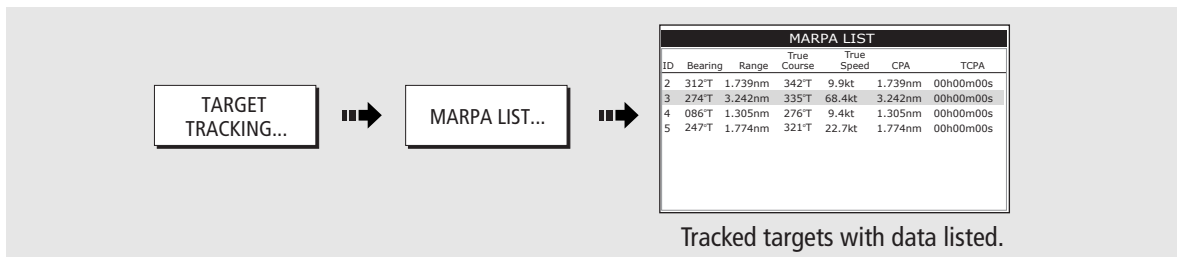 TARGET
TRACKING...
MARPA LIST...
MARPA LIST
ID Bearing Range True Course True Speed CPA TCPA
2 312°T 1.739nm 342°T 9.9kt 1.739nm 00h00m00s
3 274°T 3.242nm 335°T 68.4kt 3.242nm 00h00m00s
4 086°T 1.305nm 276°T 9.4kt 1.305nm 00h00m00s
5 247°T 1.774nm 321°T 22.7kt 1.774nm 00h00m00s
Tracked targets with data listed.